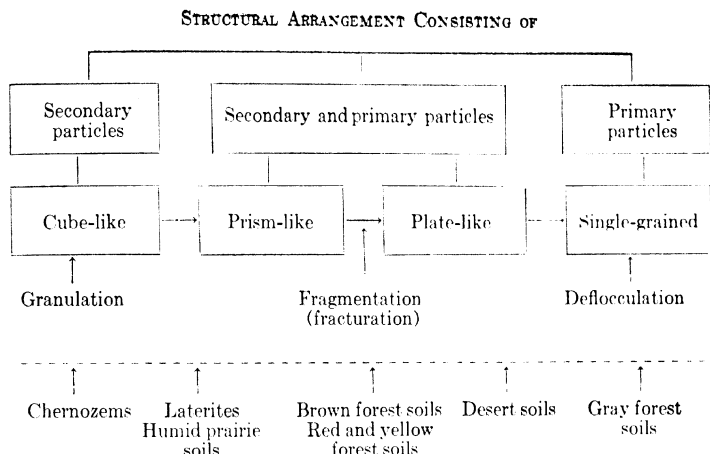 STRUCTURAL ARRANGEMENT CONSISTING OF
Secondary
particles
Secondary and primary particles
Primary
particles
Cube-like
Prism-like
Plate-like
Single-grained
Granulation
Fragmentation
(fracturation)
Deflocculation
Chernozems
Laterites
Humid prairie
soils
Brown forest soils
Red and yellow
forest soils
Desert soils
Gray forest
soils